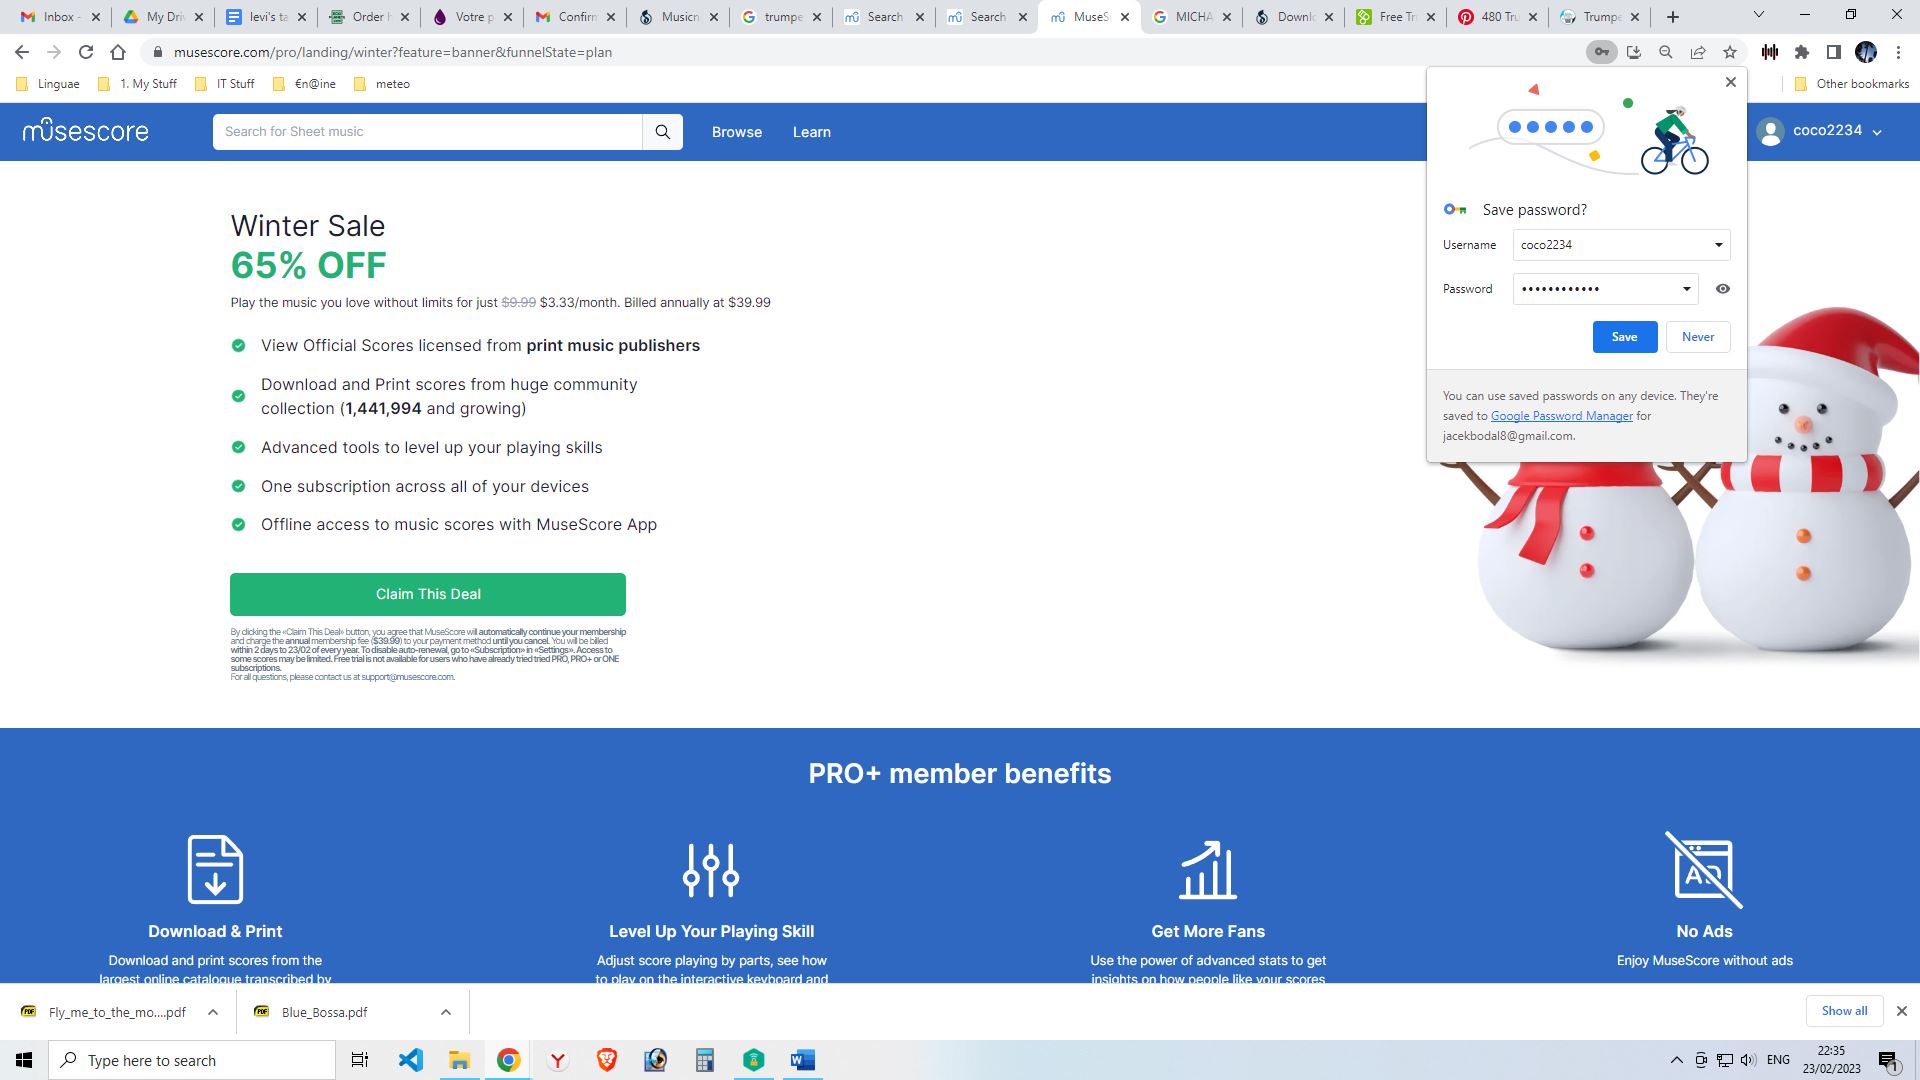 Inbox -
My Driv
levi's ta
Order h
Votre p
Confirm
Musicn
trumpe
Search
Search
MuseS
MICHA
Downlo
Free Tru
480 Tru
Trumpe
musescore.com/pro/landing/winter?feature=banner&funnelState=plan
Linguae
1. My Stuff
IT Stuff
€n@ine
meteo
Other bookmarks
musescore
Search for Sheet music
Browse
Learn
coco2234
Save password?
Username
coco2234
Password
••••••••••••
Save
Never
You can use saved passwords on any device. They're
saved to Google Password Manager for
jacekbodal8@gmail.com.
Winter Sale
65% OFF
Play the music you love without limits for just $9.99 $3.33/month. Billed annually at $39.99
View Official Scores licensed from print music publishers
Download and Print scores from huge community
collection (1,441,994 and growing)
Advanced tools to level up your playing skills
One subscription across all of your devices
Offline access to music scores with MuseScore App
Claim This Deal
By clicking the «Claim This Deal» button, you agree that MuseScore will automatically continue your membership
and charge the annual membership fee ($39.99) to your payment method until you cancel. You will be billed
within 2 days to 23/02 of every year. To disable auto-renewal, go to «Subscription» in «Settings». Access to
some scores may be limited. Free trial is not available for users who have already tried tried PRO, PRO+ or ONE
subscriptions.
For all questions, please contact us at support@musescore.com.
PRO+ member benefits
Download & Print
Download and print scores from the
largest online catalogue transcribed by
Level Up Your Playing Skill
Adjust score playing by parts, see how
to play on the interactive keyboard and
Get More Fans
Use the power of advanced stats to get
insights on how people like your scores
AD
No Ads
Enjoy MuseScore without ads
PDF
Fly_me_to_the_mo....pdf
PDF
Blue_Bossa.pdf
Show all
Type here to search
ENG
22:35
23/02/2023
1